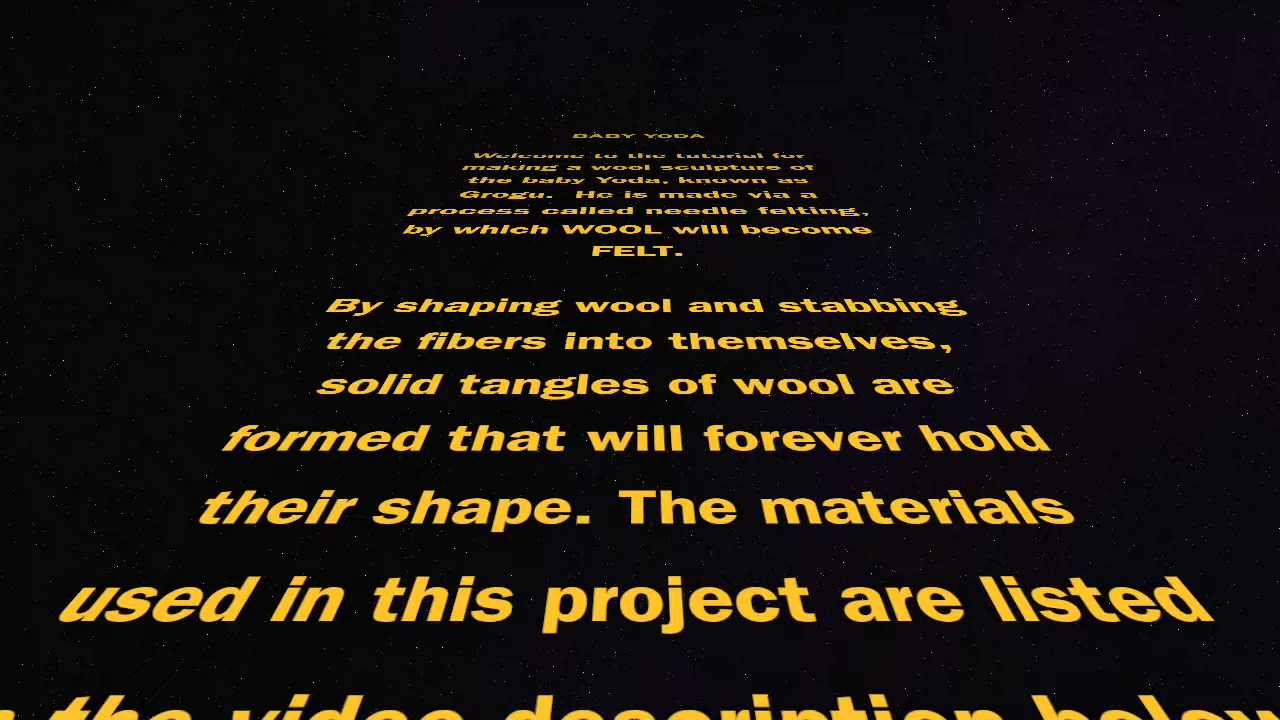 BABY YODA
Welcome to the tutorial for
making a wool sculpture of
the baby Yoda, known as
Grogu. He is made via a
process called needle felting,
by which WOOL will become
FELT.
By shaping wool and stabbing
the fibers into themselves,
solid tangles of wool are
formed that will forever hold
their shape. The materials
used in this project are listed
the video description below